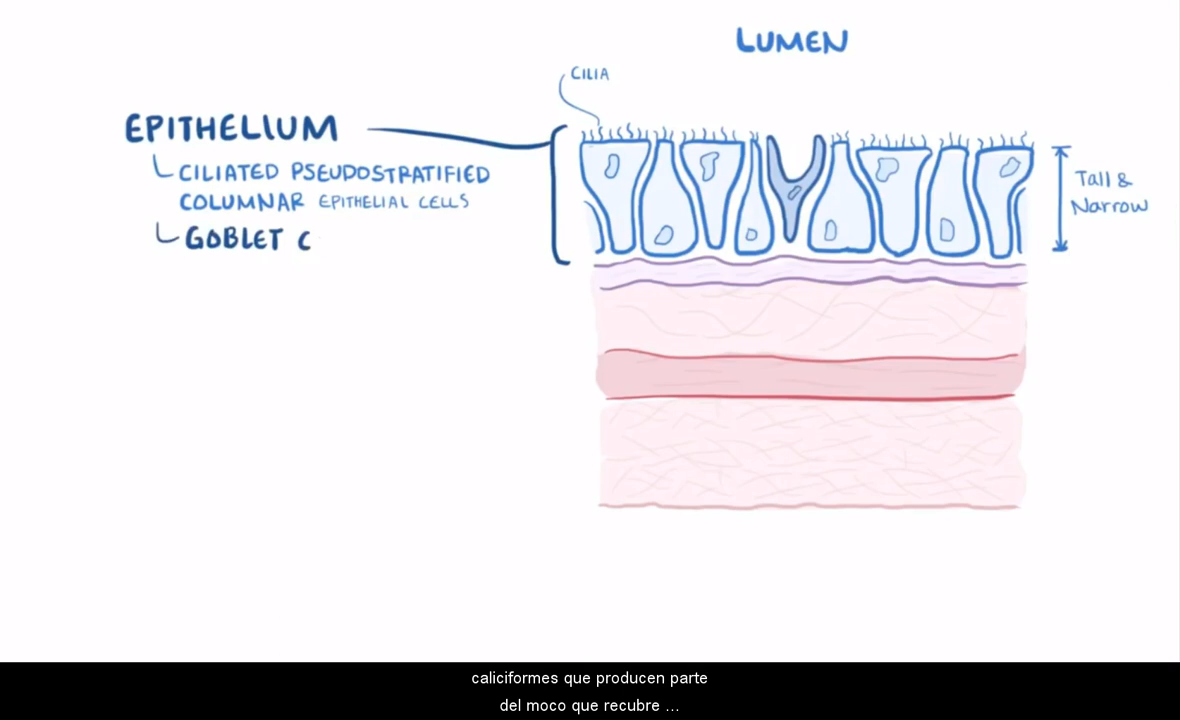 LUMEN
CILIA
EPITHELIUM
CILIATED PSEUDOSTRATIFIED
COLUMNAR EPITHELIAL CELLS
GOBLET C
Tall &
Narrow
caliciformes que producen parte
del moco que recubre ...